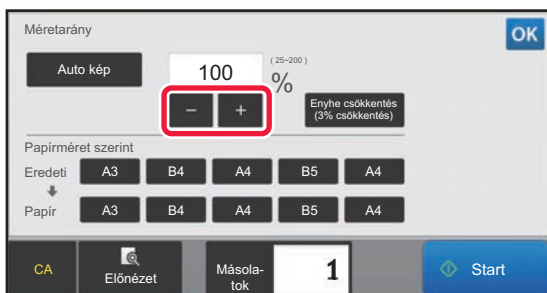 Méretarány
OK
Auto kép
100
(25~200)
%
− +
Enyhe csökkentés
(3% csökkentés)
Papírméret szerint
Eredeti A3 B4 A4 B5 A4
Papír A3 B4 A4 B5 A4
CA
Előnézet
Másola-
tok
1
Start